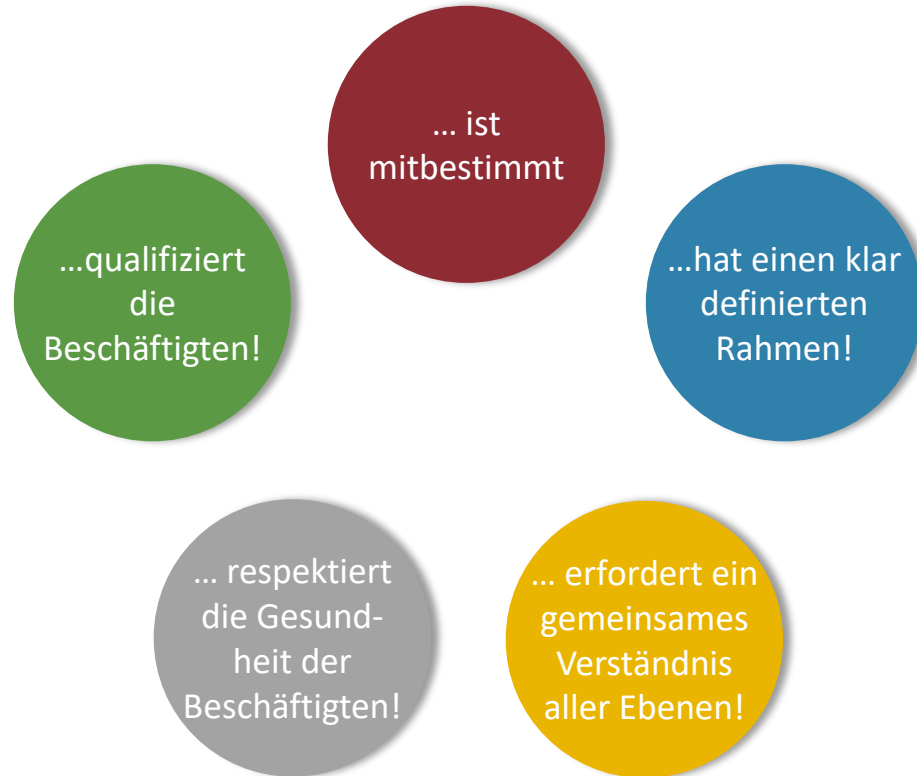 ... ist
mitbestimmt
...qualifiziert
die
Beschäftigten!
...hat einen klar
definierten
Rahmen!
... respektiert
die Gesund-
heit der
Beschäftigten!
... erfordert ein
gemeinsames
Verständnis
aller Ebenen!